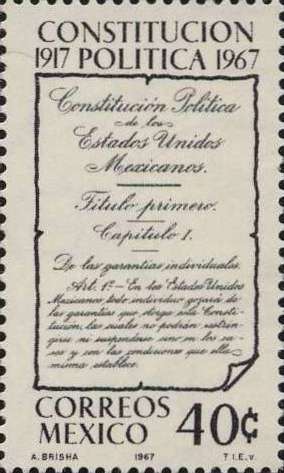 CONSTITUCION
1917 POLITICA 1967
Constitución Política
de los
Estados Unidos
Mexicanos.
Título primero.
Capítulo 1.
De las garantías individuales.
Art. 1º- En los Estados Unidos
Mexicanos, todo individuo gozará de
las garantías que otorga esta Consti-
tución, las cuales no podrán restrin-
girse ni suspenderse sino en los ca-
sos y con las condiciones que ella
misma establece.
CORREOS
MEXICO 40¢
A. BRISHA 1967 T.I.E.V.